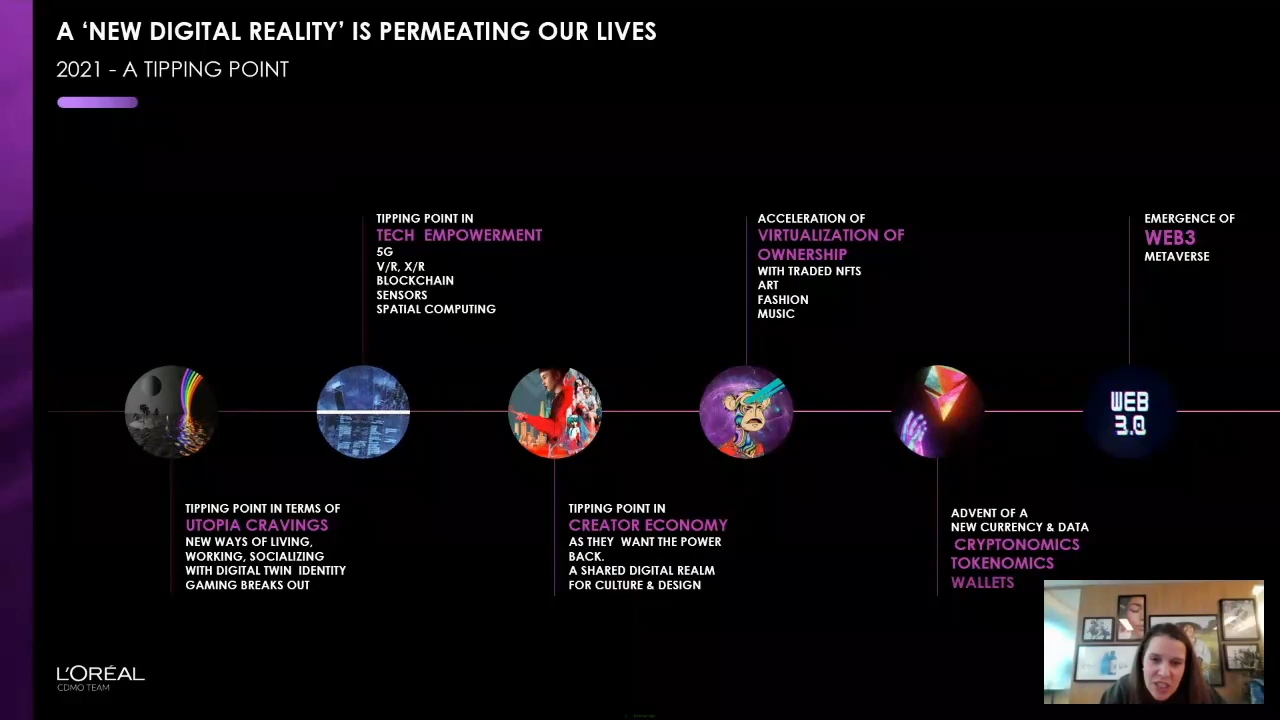 A ‘NEW DIGITAL REALITY’ IS PERMEATING OUR LIVES
2021 - A TIPPING POINT
TIPPING POINT IN
TECH EMPOWERMENT
5G
V/R, X/R
BLOCKCHAIN
SENSORS
SPATIAL COMPUTING
ACCELERATION OF
VIRTUALIZATION OF
OWNERSHIP
WITH TRADED NFTS
ART
FASHION
MUSIC
EMERGENCE OF
WEB3
METAVERSE
WEB
3.0
TIPPING POINT IN TERMS OF
UTOPIA CRAVINGS
NEW WAYS OF LIVING,
WORKING, SOCIALIZING
WITH DIGITAL TWIN IDENTITY
GAMING BREAKS OUT
TIPPING POINT IN
CREATOR ECONOMY
AS THEY WANT THE POWER
BACK.
A SHARED DIGITAL REALM
FOR CULTURE & DESIGN
ADVENT OF A
NEW CURRENCY & DATA
CRYPTONOMICS
TOKENOMICS
WALLETS
L'ORÉAL
CDMO TEAM